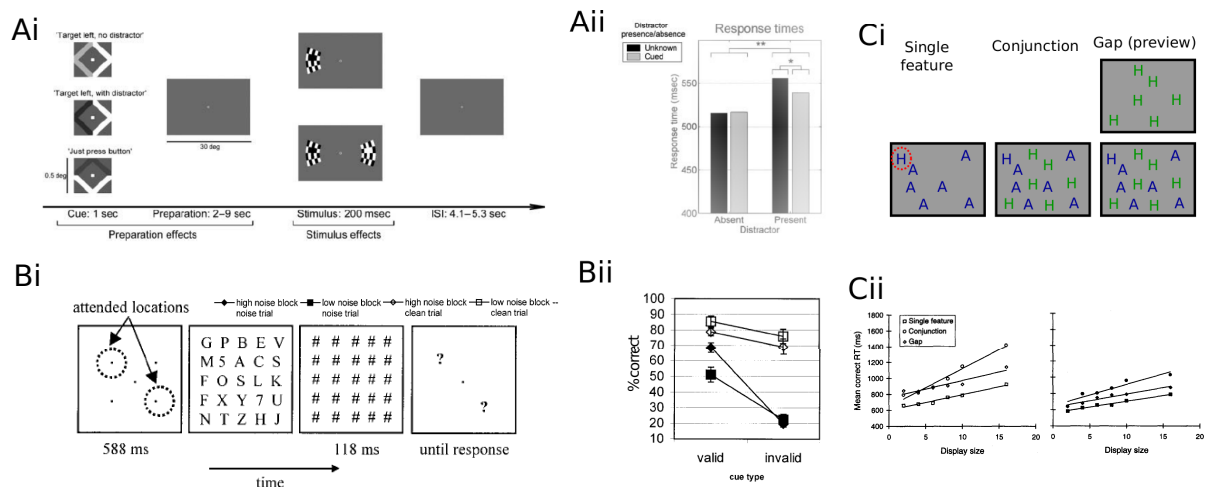 Ai
'Target left, no distractor'
'Target left, with distractor'
'Just press button'
0.5 deg
30 deg
Cue: 1 sec
Preparation: 2–9 sec
Stimulus: 200 msec
ISI: 4.1–5.3 sec
Preparation effects
Stimulus effects
Aii
Distractor
presence/absence
Unknown
Cued
Response times
**
*
Response time (msec)
550
500
450
400
Absent
Present
Distractor
Ci
Single
feature
Conjunction
Gap (preview)
H
H
H
H
H
H
H
A
A
A
A
A
A
H
A
H
A
H
A
H
A
H
H
A
H
A
H
A
H
A
H
A
H
A
H
H
A
H
A
Bi
attended locations
high noise block
noise trial
low noise block
noise trial
high noise block
clean trial
low noise block --
clean trial
G P B E V
M 5 A C S
F O S L K
F X Y 7 U
N T Z H J
# # # # #
# # # # #
# # # # #
# # # # #
# # # # #
?
?
588 ms
118 ms
until response
time
Bii
%correct
100
90
80
70
60
50
40
30
20
10
valid
invalid
cue type
Cii
Mean correct RT (ms)
1800
1600
1400
1200
1000
800
600
400
Single feature
Conjunction
Gap
0
5
10
15
20
Display size
0
5
10
15
20
Display size